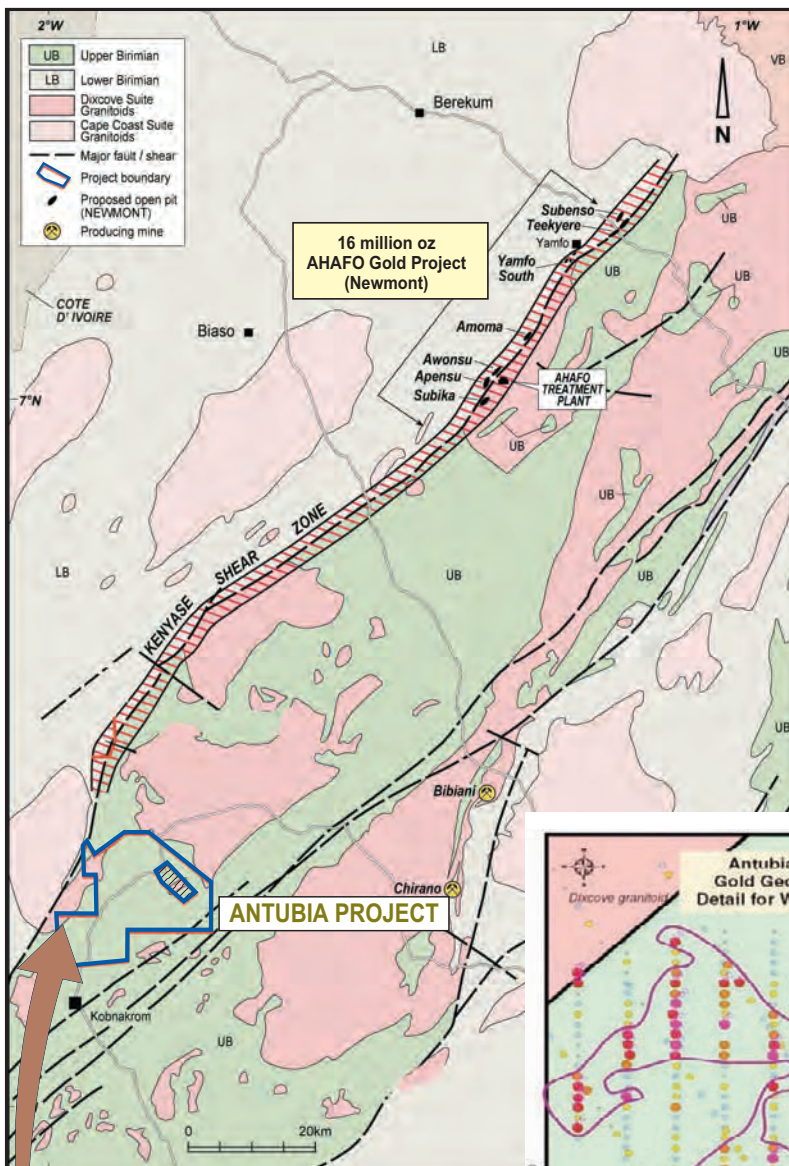 2°W
1°W
UB Upper Birimian
LB Lower Birimian
Dixcove Suite
Granitoids
Cape Coast Suite
Granitoids
Major fault / shear
Project boundary
Proposed open pit
(NEWMONT)
Producing mine
LB
VB
Berekum
N
16 million oz
AHAFO Gold Project
(Newmont)
Subenso
Teekyere
Yamfo
Yamfo
South
UB
UB
UB
UB
COTE
D' IVOIRE
Biaso
Amoma
Awonsu
Apensu
Subika
AHAFO
TREATMENT
PLANT
UB
7°N
UB
UB
KENYASE SHEAR ZONE
LB
UB
UB
UB
Bibiani
Chirano
ANTUBIA PROJECT
Kobnakrom
UB
0 20km
Antubia
Gold Geo
Detail for W
Dixcove granitoid